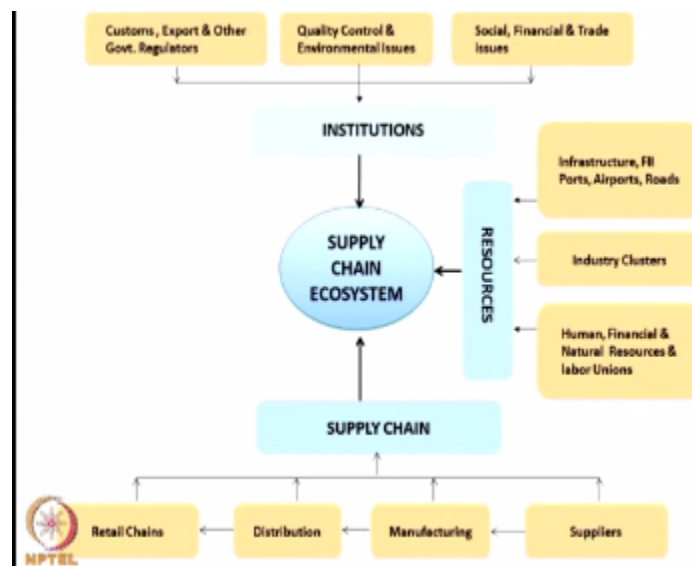 Customs, Export & Other
Govt. Regulators
Quality Control &
Environmental Issues
Social, Financial & Trade
issues
INSTITUTIONS
Infrastructure, FII
Ports, Airports, Roads
SUPPLY
CHAIN
ECOSYSTEM
RESOURCES
Industry Clusters
Human, Financial &
Natural Resources &
labor Unions
SUPPLY CHAIN
Retail Chains
Distribution
Manufacturing
Suppliers
NPTEL